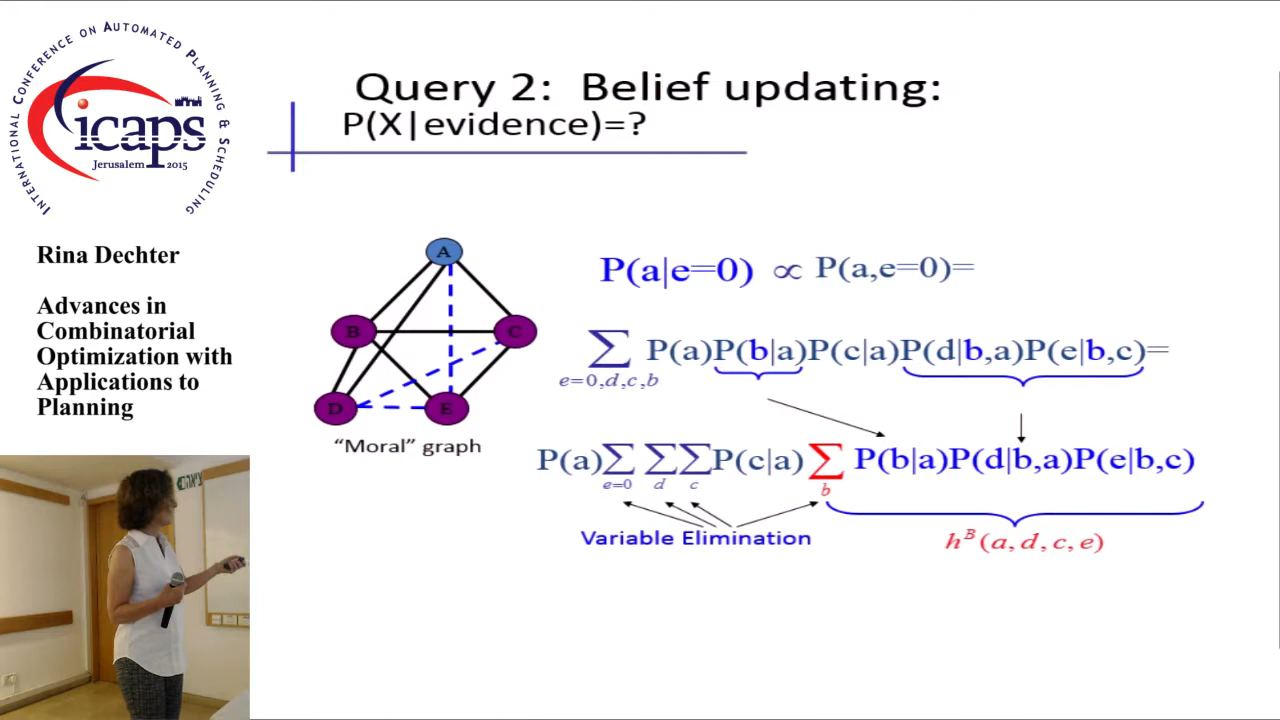 INTERNATIONAL CONFERENCE ON AUTOMATED PLANNING & SCHEDULING
icaps
Jerusalem 2015
Rina Dechter
Advances in
Combinatorial
Optimization with
Applications to
Planning
Query 2: Belief updating:
P(X|evidence)=?
A
B
C
D
E
“Moral” graph
P(a|e=0) ∝ P(a,e=0)=
∑ P(a)P(b|a)P(c|a)P(d|b,a)P(e|b,c)=
e=0,d,c,b
P(a)∑ ∑ ∑ P(c|a) ∑ P(b|a)P(d|b,a)P(e|b,c)
e=0 d c b
Variable Elimination
h^B(a, d, c, e)